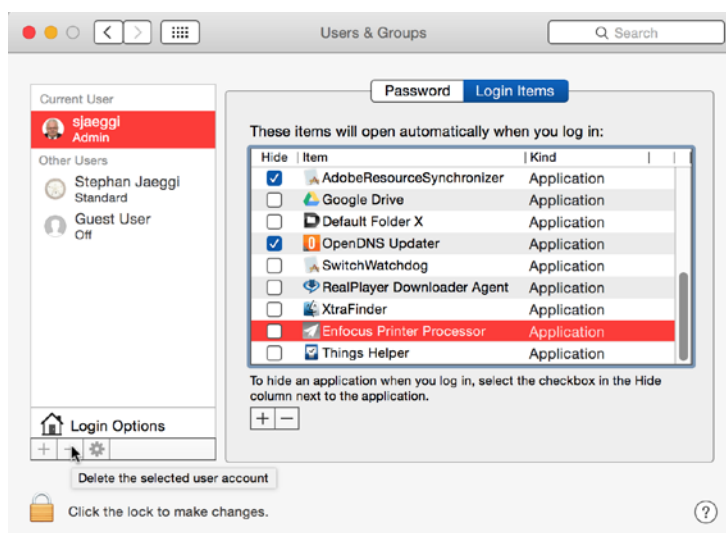 Users & Groups
Search
Current User
sjaeggi
Admin
Other Users
Stephan Jaeggi
Standard
Guest User
Off
Login Options
Delete the selected user account
Click the lock to make changes.
Password
Login Items
These items will open automatically when you log in:
Hide Item Kind
AdobeResourceSynchronizer Application
Google Drive Application
Default Folder X Application
OpenDNS Updater Application
SwitchWatchdog Application
RealPlayer Downloader Agent Application
XtraFinder Application
Enfocus Printer Processor Application
Things Helper Application
To hide an application when you log in, select the checkbox in the Hide
column next to the application.
+ −
?